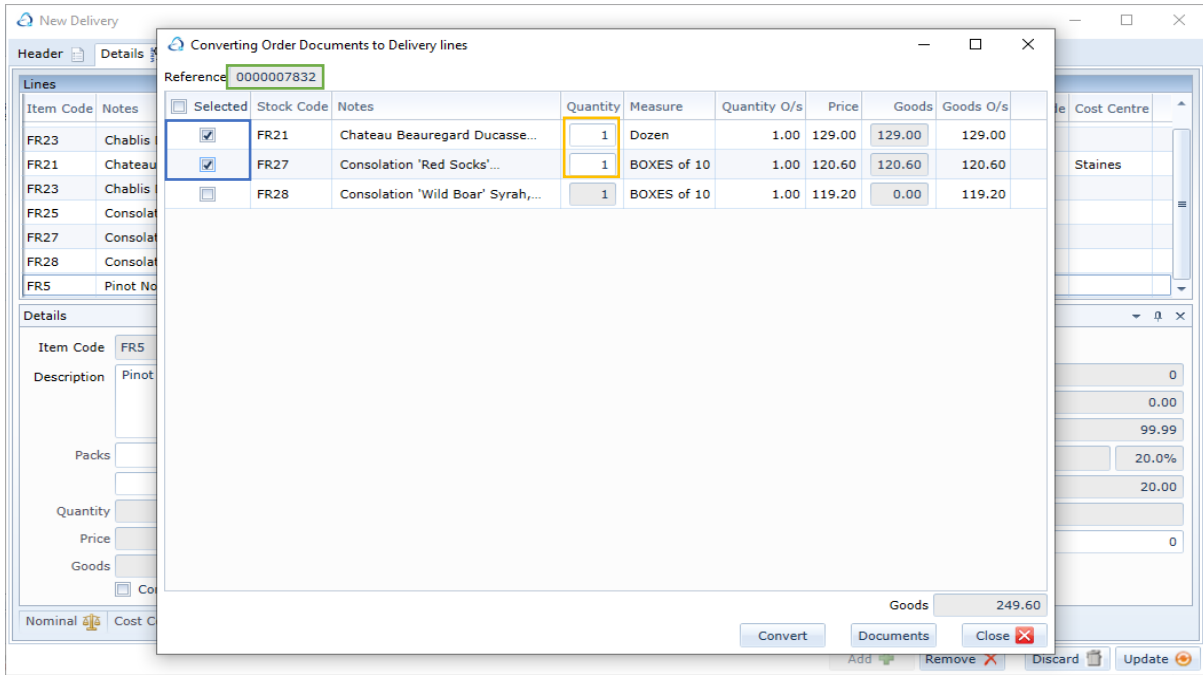 New Delivery
Header Details
Lines
Item Code Notes
FR23 Chablis
FR21 Chateau
FR23 Chablis
FR25 Consolat
FR27 Consolat
FR28 Consolat
FR5 Pinot No
Details
Item Code FR5
Description Pinot
Packs
Quantity
Price
Goods
Co
Nominal Cost C
Converting Order Documents to Delivery lines
Reference 0000007832
Selected Stock Code Notes Quantity Measure Quantity O/s Price Goods Goods O/s
FR21 Chateau Beauregard Ducasse... 1 Dozen 1.00 129.00 129.00 129.00
FR27 Consolation 'Red Socks'... 1 BOXES of 10 1.00 120.60 120.60 120.60
FR28 Consolation 'Wild Boar' Syrah,... 1 BOXES of 10 1.00 119.20 0.00 119.20
Goods 249.60
Convert Documents Close
le Cost Centre
Staines
0
0.00
99.99
20.0%
20.00
0
Add Remove Discard Update